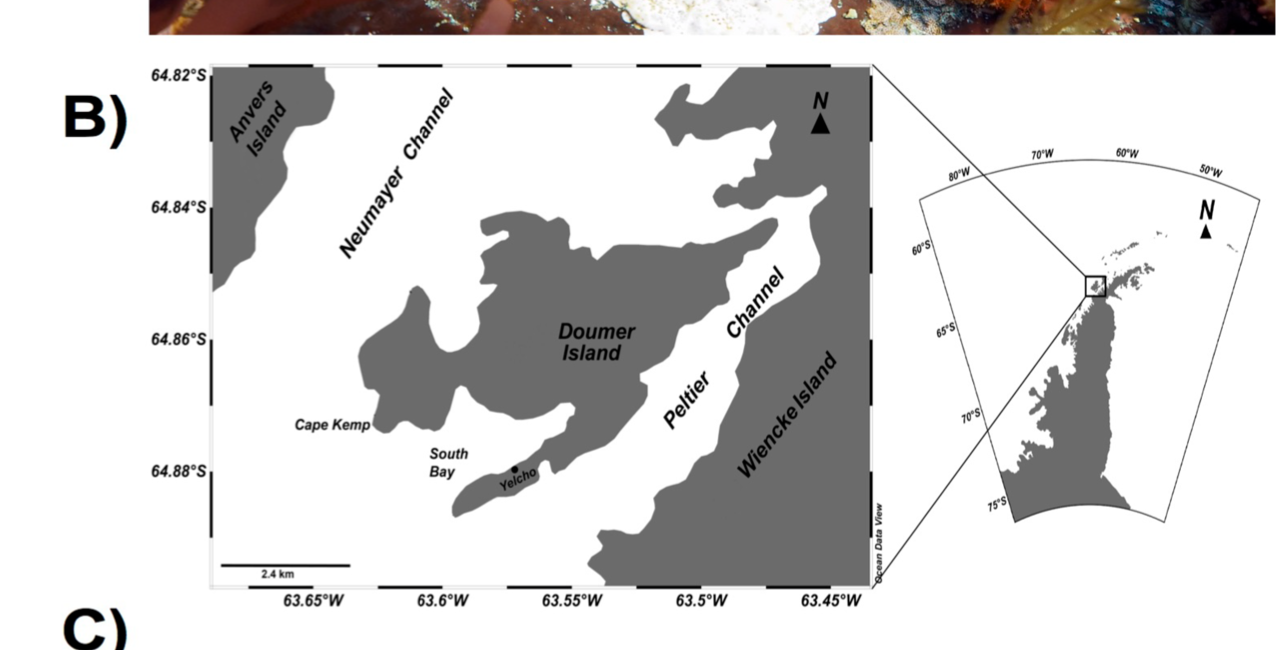 B)
64.82°S
64.84°S
64.86°S
64.88°S
Anvers
Island
Neumayer Channel
N
Doumer
Island
Peltier Channel
Wiencke Island
Cape Kemp
South
Bay
Yelcho
2.4 km
63.65°W
63.6°W
63.55°W
63.5°W
63.45°W
Ocean Data View
80°W
70°W
60°W
50°W
N
60°S
65°S
70°S
75°S
C)